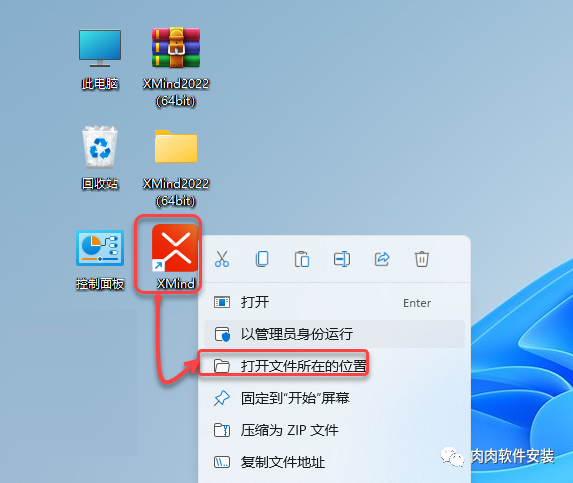 此电脑
XMind2022
(64bit)
回收站
XMind2022
(64bit)
控制面板
XMind
打开 Enter
以管理员身份运行
打开文件所在的位置
固定到“开始”屏幕
压缩为 ZIP 文件
复制文件地址
肉肉软件安装